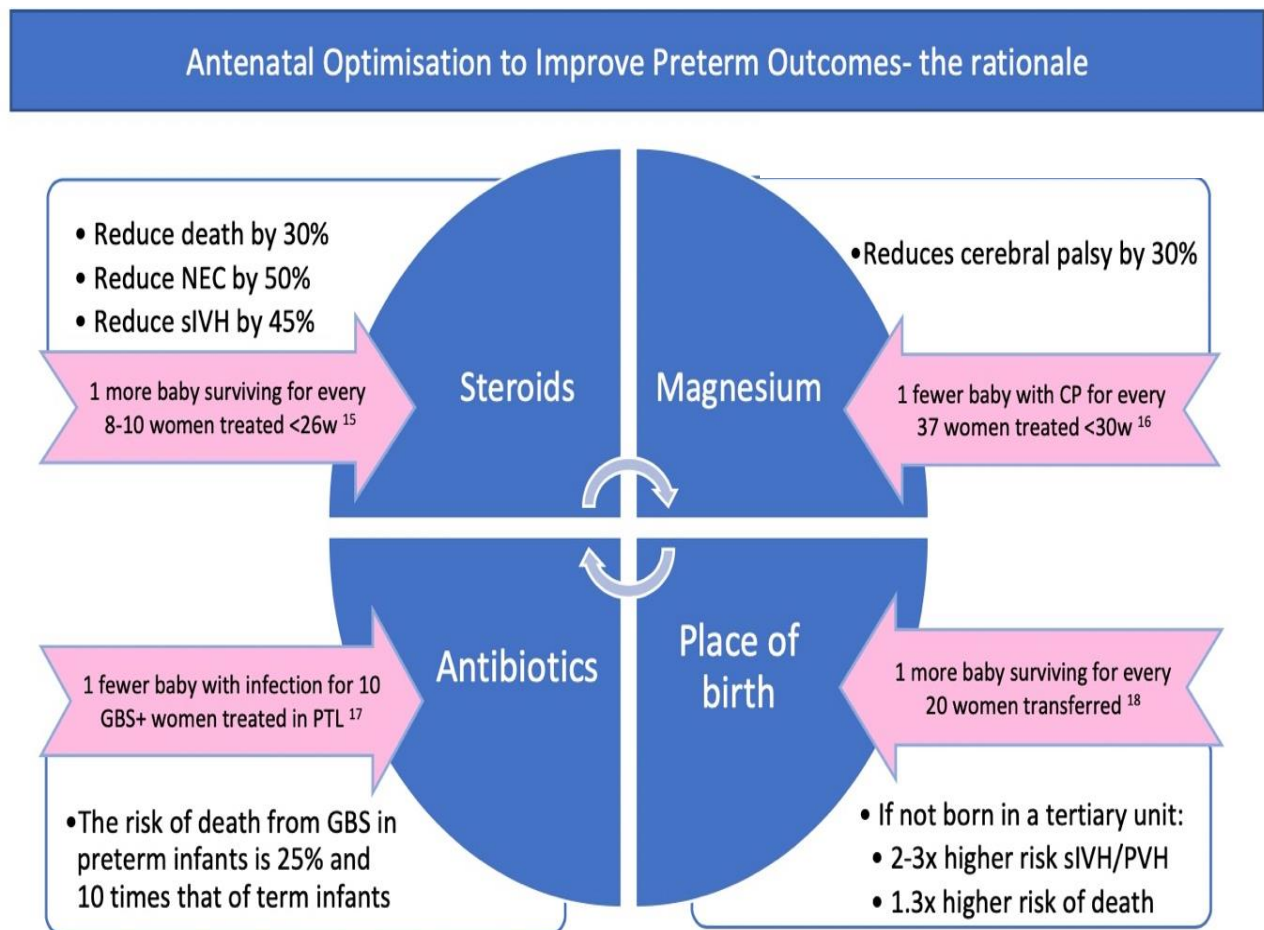 Antenatal Optimisation to Improve Preterm Outcomes- the rationale
• Reduce death by 30%
• Reduce NEC by 50%
• Reduce sIVH by 45%
1 more baby surviving for every
8-10 women treated <26w 15
Steroids
Magnesium
•Reduces cerebral palsy by 30%
1 fewer baby with CP for every
37 women treated <30w 16
1 fewer baby with infection for 10
GBS+ women treated in PTL 17
•The risk of death from GBS in
preterm infants is 25% and
10 times that of term infants
Antibiotics
Place of
birth
1 more baby surviving for every
20 women transferred 18
• If not born in a tertiary unit:
• 2-3x higher risk sIVH/PVH
• 1.3x higher risk of death